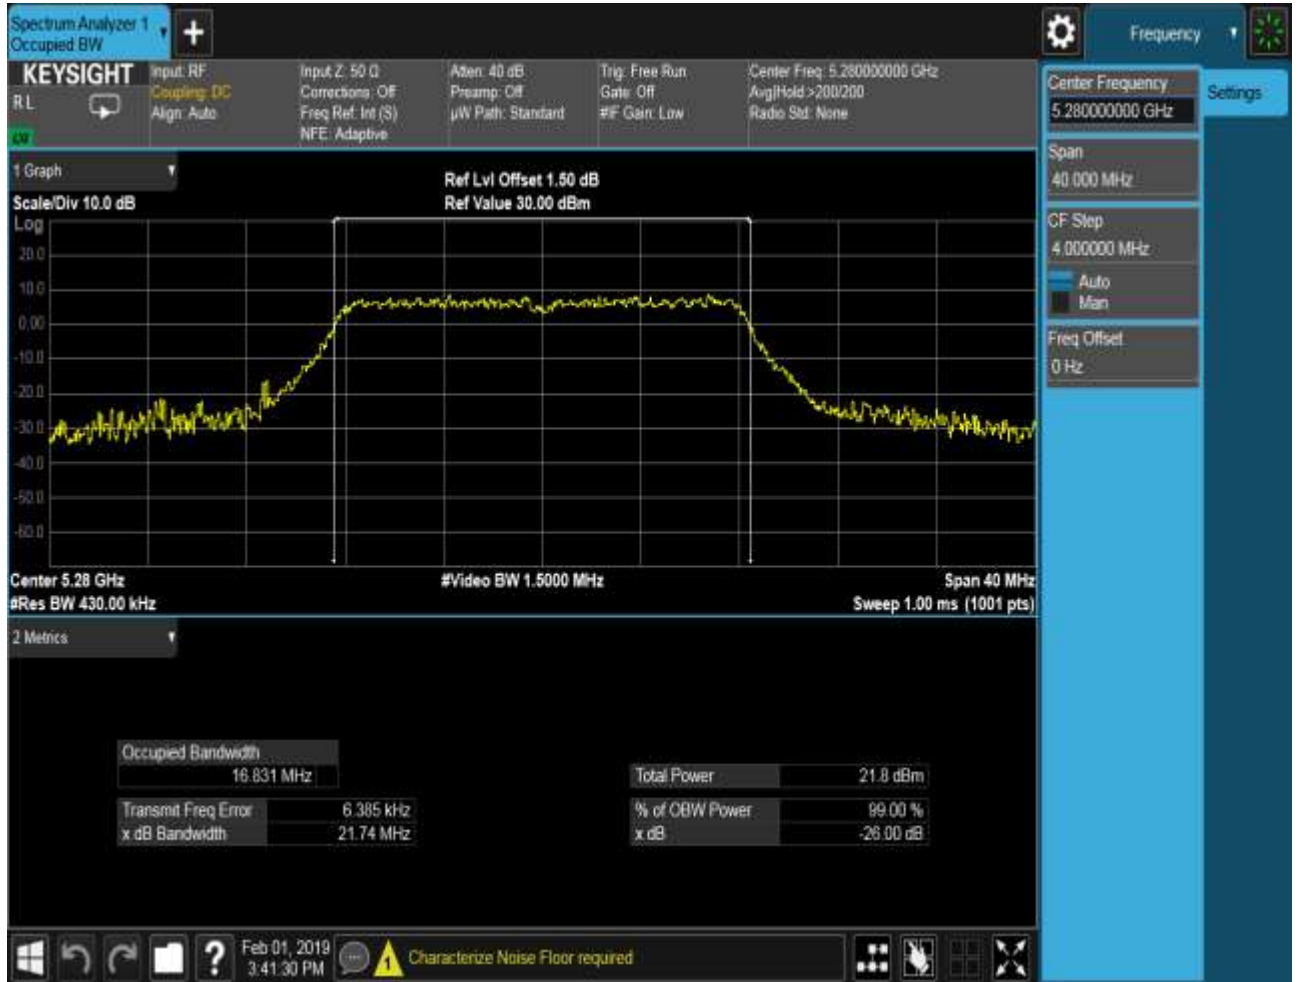 Spectrum Analyzer 1
Occupied BW
Frequency
KEYSIGHT
R L
Input: RF
Coupling: DC
Align: Auto
Input Z: 50 Ω
Corrections: Off
Freq Ref: Int (S)
NFE: Adaptive
Atten: 40 dB
Preamp: Off
µW Path: Standard
Trig: Free Run
Gate: Off
#IF Gain: Low
Center Freq: 5.280000000 GHz
Avg|Hold:>200/200
Radio Std: None
Center Frequency
5.280000000 GHz
Settings
Span
40.000 MHz
CF Step
4.000000 MHz
Auto
Man
Freq Offset
0 Hz
1 Graph
Scale/Div 10.0 dB
Ref Lvl Offset 1.50 dB
Ref Value 30.00 dBm
Log
20.0
10.0
0.00
-10.0
-20.0
-30.0
-40.0
-50.0
-60.0
Center 5.28 GHz
#Res BW 430.00 kHz
#Video BW 1.5000 MHz
Span 40 MHz
Sweep 1.00 ms (1001 pts)
2 Metrics
Occupied Bandwidth
16.831 MHz
Transmit Freq Error 6.385 kHz
x dB Bandwidth 21.74 MHz
Total Power 21.8 dBm
% of OBW Power 99.00 %
x dB -26.00 dB
Feb 01, 2019
3:41:30 PM
1
Characterize Noise Floor required